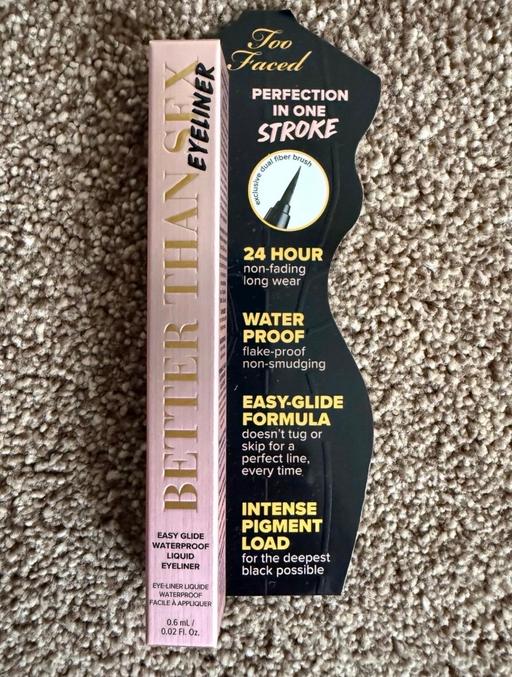 BETTER THAN SEX
EYELINER
EASY GLIDE
WATERPROOF
LIQUID
EYELINER
EYE-LINER LIQUIDE
WATERPROOF
FACILE À APPLIQUER
0.6 mL /
0.02 Fl. Oz.
Too
Faced
PERFECTION
IN ONE
STROKE
exclusive dual fiber brush
24 HOUR
non-fading
long wear
WATER
PROOF
flake-proof
non-smudging
EASY-GLIDE
FORMULA
doesn't tug or
skip for a
perfect line,
every time
INTENSE
PIGMENT
LOAD
for the deepest
black possible